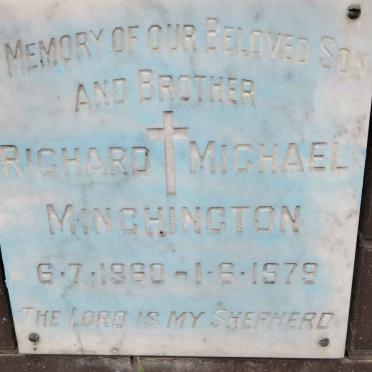 Memory of our Beloved Son
and Brother
Richard Michael
Minchington
6·7·1960 – 1·6·1979
The Lord is my Shepherd